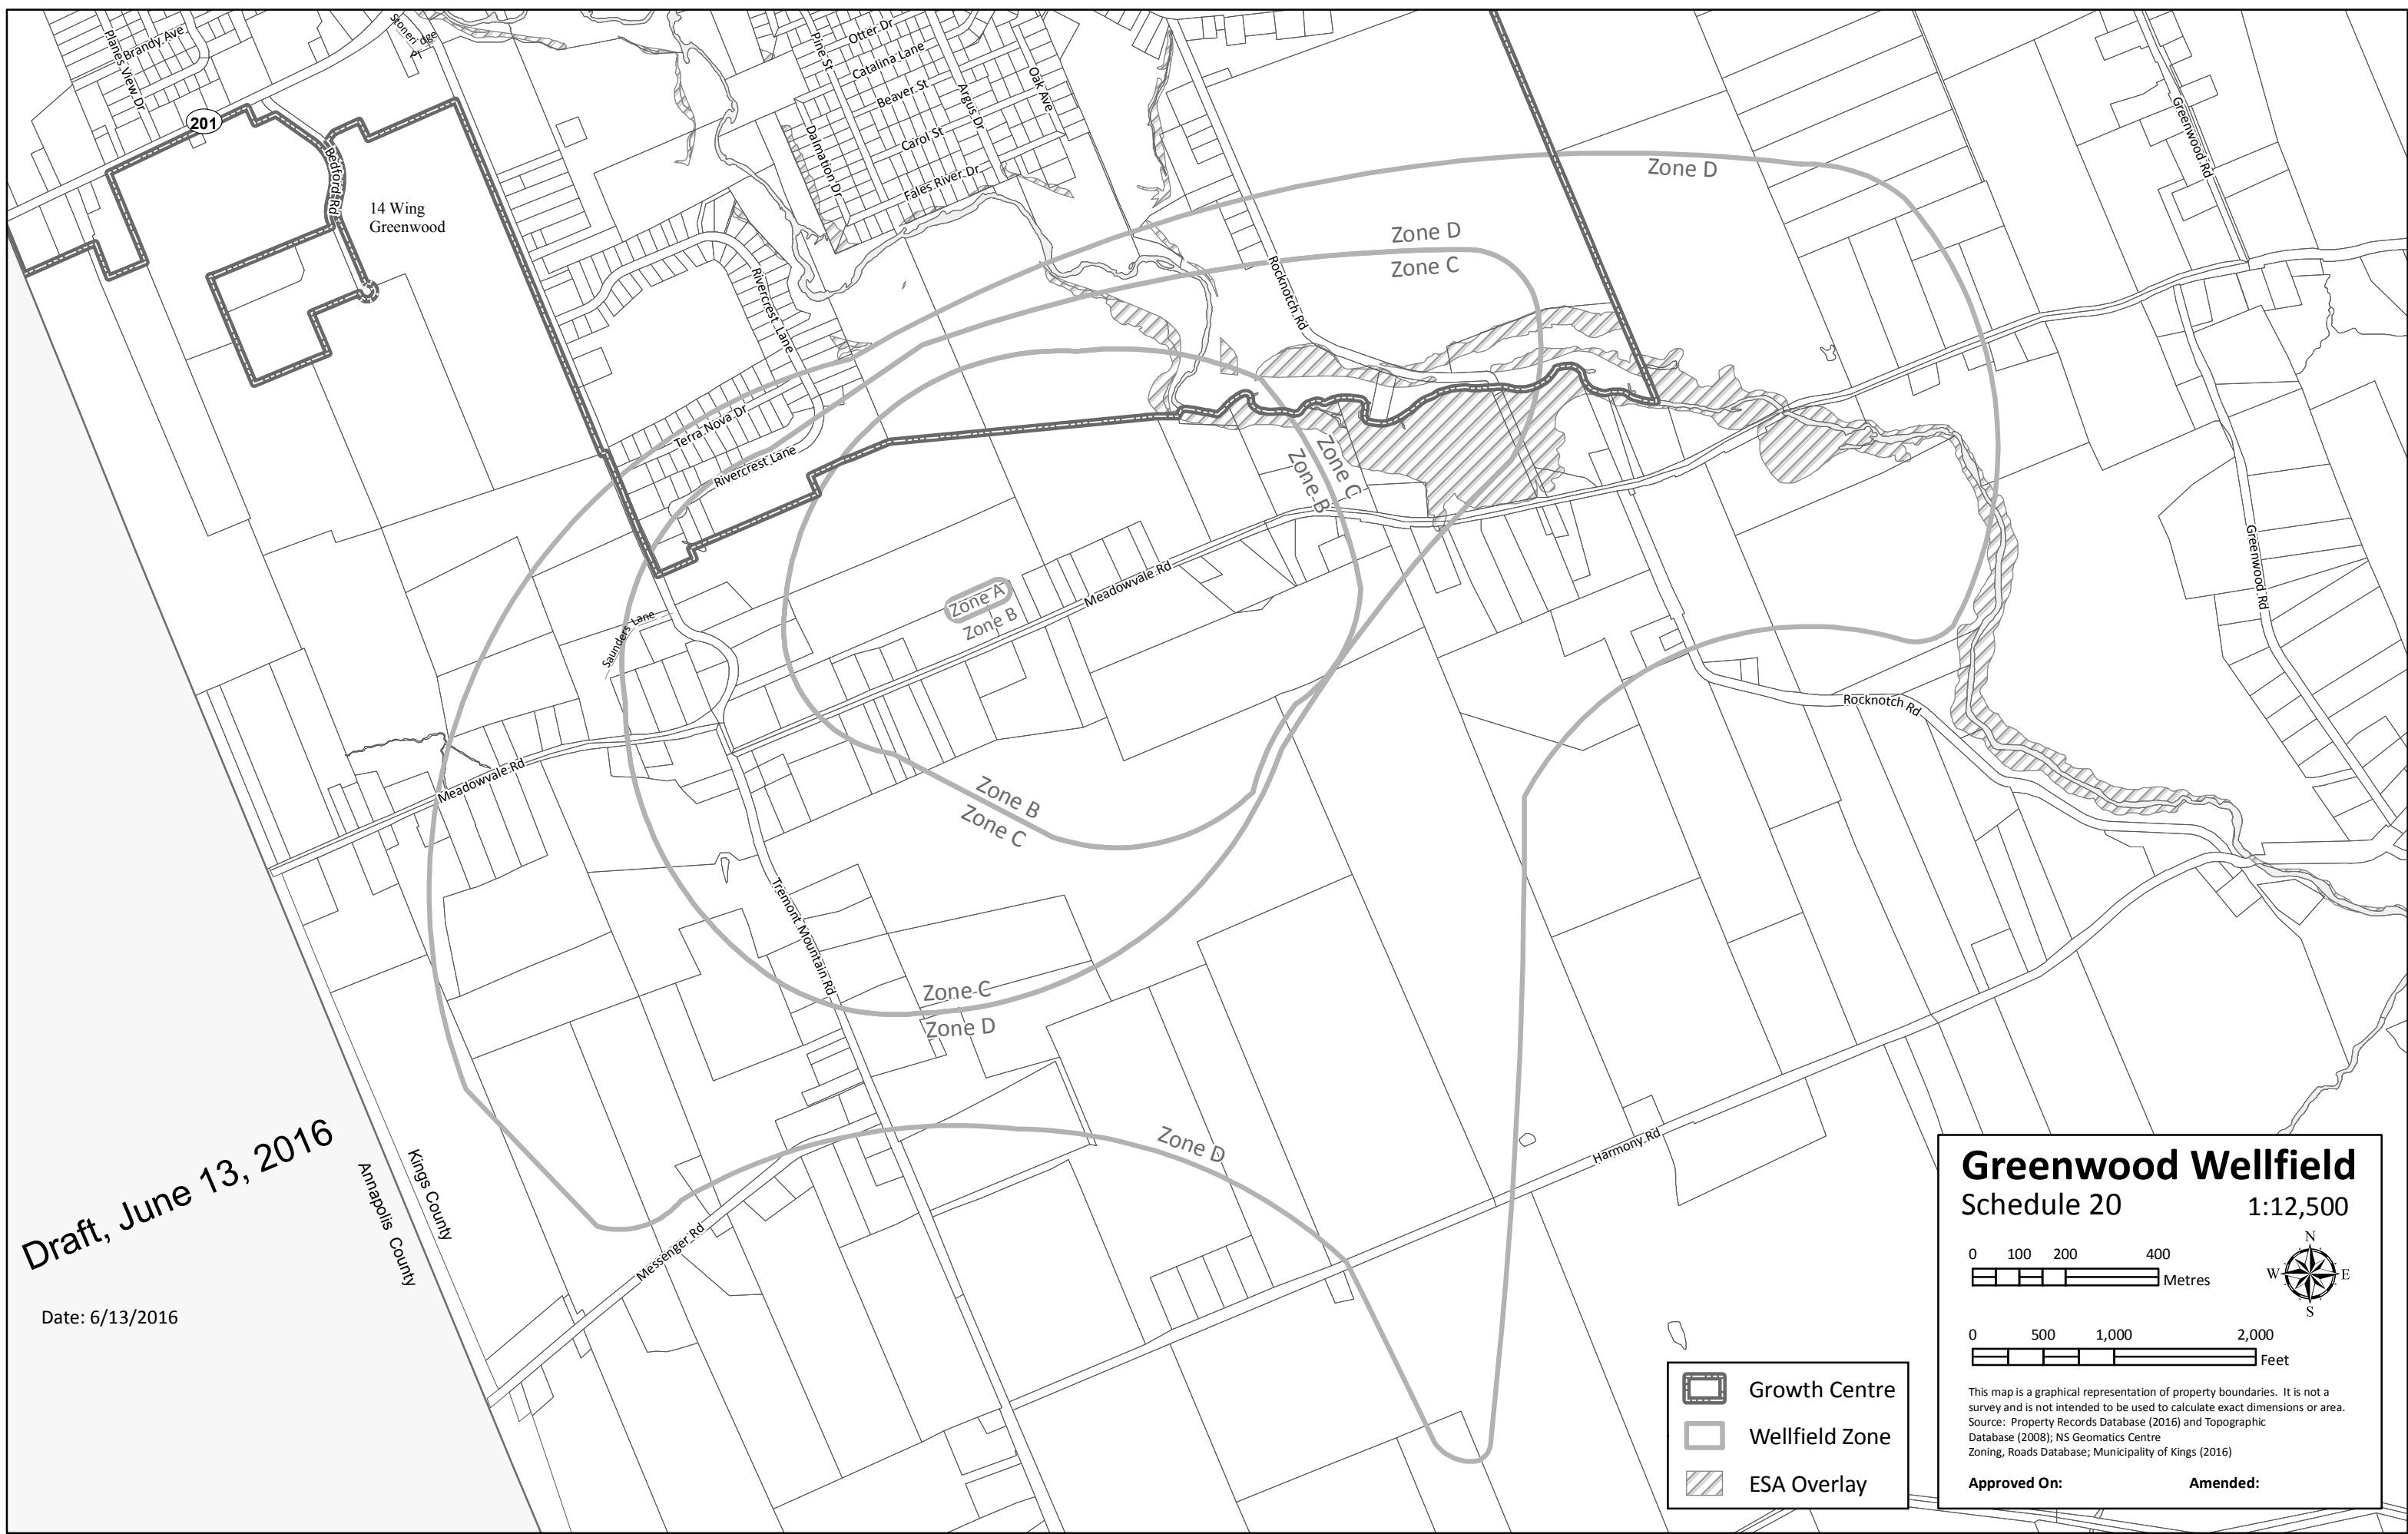 Brandy Ave
Planes View Dr
Stoneridge Pl
201
Bedford Rd
14 Wing
Greenwood
Pine St
Otter Dr
Catalina Lane
Beaver St
Argus Dr
Oak Ave
Carol St
Dalmation Dr
Fales River Dr
Rivercrest Lane
Rocknotch Rd
Greenwood Rd
Zone D
Zone D
Zone C
Terra Nova Dr
Rivercrest Lane
Zone C
Zone B
Zone A
Zone B
Meadowvale Rd
Saunders Lane
Greenwood Rd
Rocknotch Rd
Meadowvale Rd
Zone B
Zone C
Tremont Mountain Rd
Zone C
Zone D
Zone D
Harmony Rd
Messenger Rd
Kings County
Annapolis County
Draft, June 13, 2016
Date: 6/13/2016
Growth Centre
Wellfield Zone
ESA Overlay
Greenwood Wellfield
Schedule 20 1:12,500
0 100 200 400
Metres
N
W E
S
0 500 1,000 2,000
Feet
This map is a graphical representation of property boundaries. It is not a
survey and is not intended to be used to calculate exact dimensions or area.
Source: Property Records Database (2016) and Topographic
Database (2008); NS Geomatics Centre
Zoning, Roads Database; Municipality of Kings (2016)
Approved On: Amended: